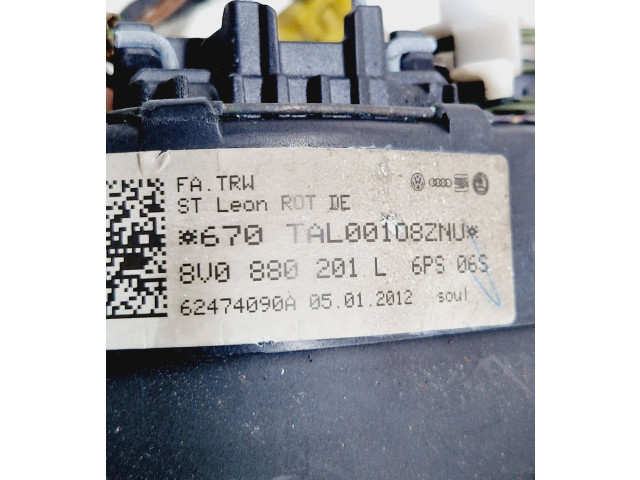 FA.TRW
ST Leon ROT DE
*670 TAL00108ZNU*
8V0 880 201 L 6PS 06S
62474090A 05.01.2012 soul